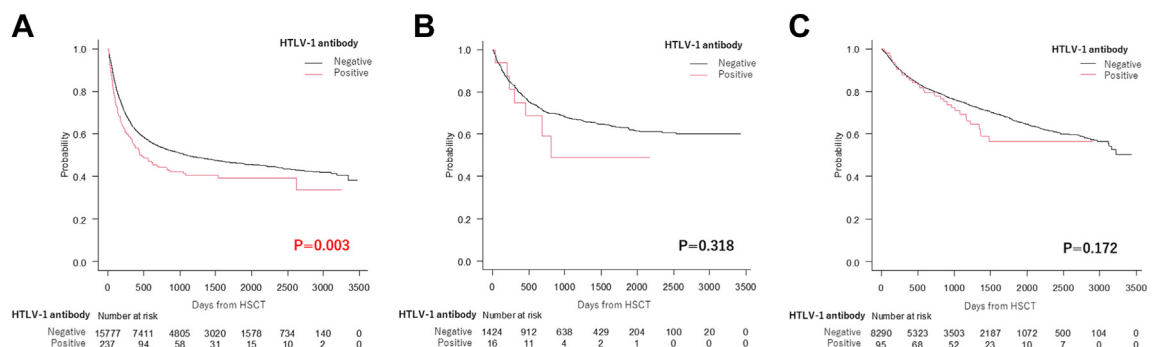 A
HTLV-1 antibody
Negative
Positive
Probability
1.0
0.8
0.6
0.4
0.2
0.0
P=0.003
0 500 1000 1500 2000 2500 3000 3500
Days from HSCT
HTLV-1 antibody Number at risk
Negative 15777 7411 4805 3020 1578 734 140 0
Positive 237 94 58 31 15 10 2 0
B
HTLV-1 antibody
Negative
Positive
Probability
1.0
0.8
0.6
0.4
0.2
0.0
P=0.318
0 500 1000 1500 2000 2500 3000 3500
Days from HSCT
HTLV-1 antibody Number at risk
Negative 1424 912 638 429 204 100 20 0
Positive 16 11 4 2 1 0 0 0
C
HTLV-1 antibody
Negative
Positive
Probability
1.0
0.8
0.6
0.4
0.2
0.0
P=0.172
0 500 1000 1500 2000 2500 3000 3500
Days from HSCT
HTLV-1 antibody Number at risk
Negative 8290 5323 3503 2187 1072 500 104 0
Positive 95 68 52 23 10 7 0 0